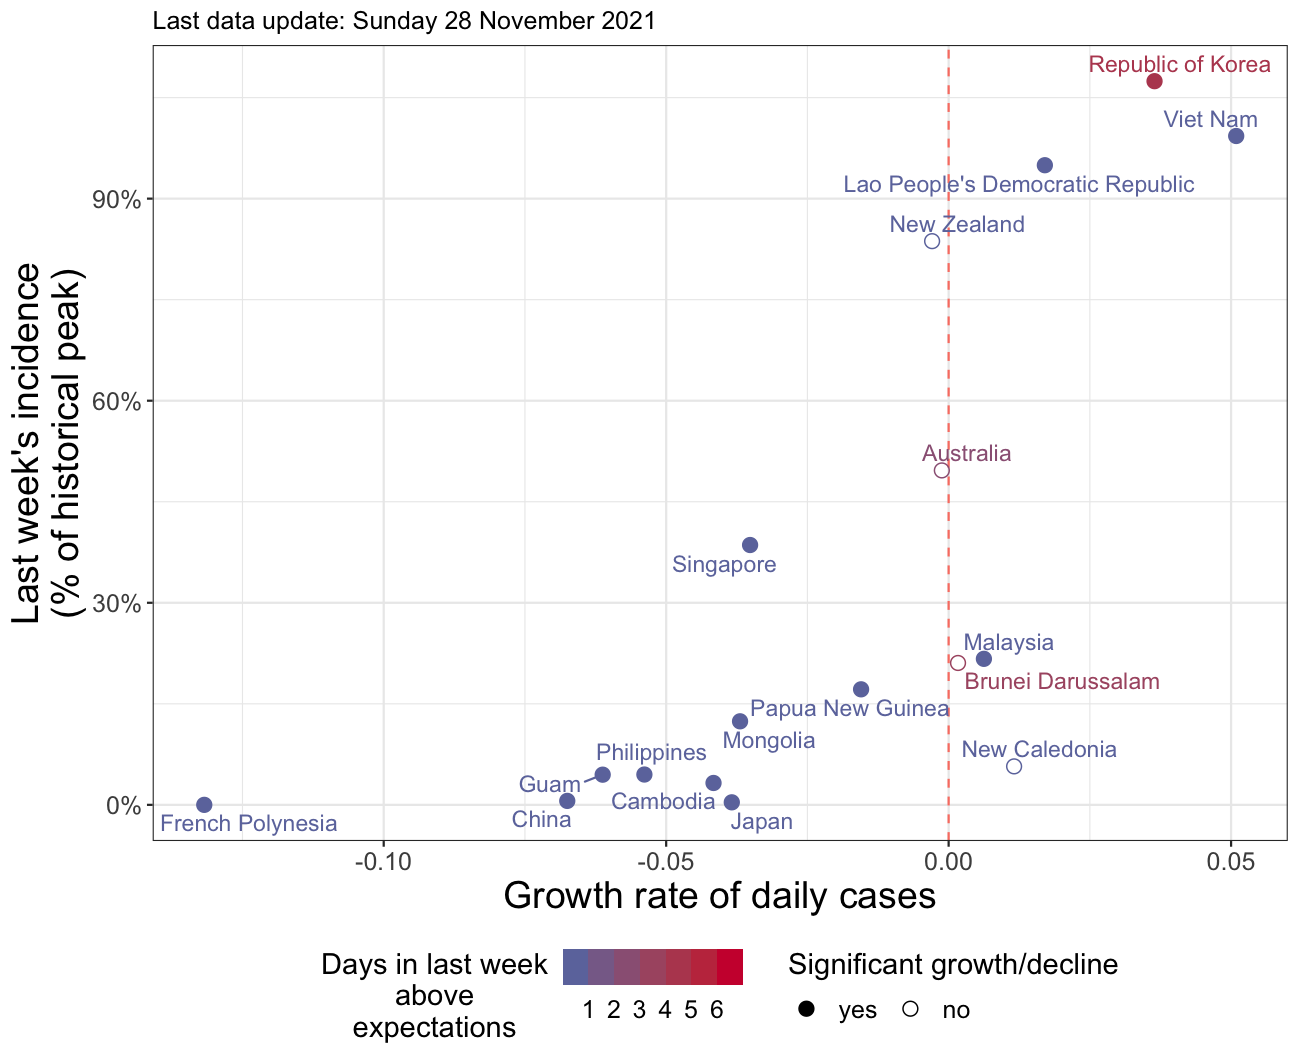 Last data update: Sunday 28 November 2021
Last week's incidence
(% of historical peak)
90%
60%
30%
0%
Republic of Korea
Viet Nam
Lao People's Democratic Republic
New Zealand
Australia
Singapore
Malaysia
Brunei Darussalam
Papua New Guinea
Mongolia
New Caledonia
Philippines
Guam
Cambodia
China
Japan
French Polynesia
-0.10
-0.05
0.00
0.05
Growth rate of daily cases
Days in last week
above
expectations
1 2 3 4 5 6
Significant growth/decline
yes no